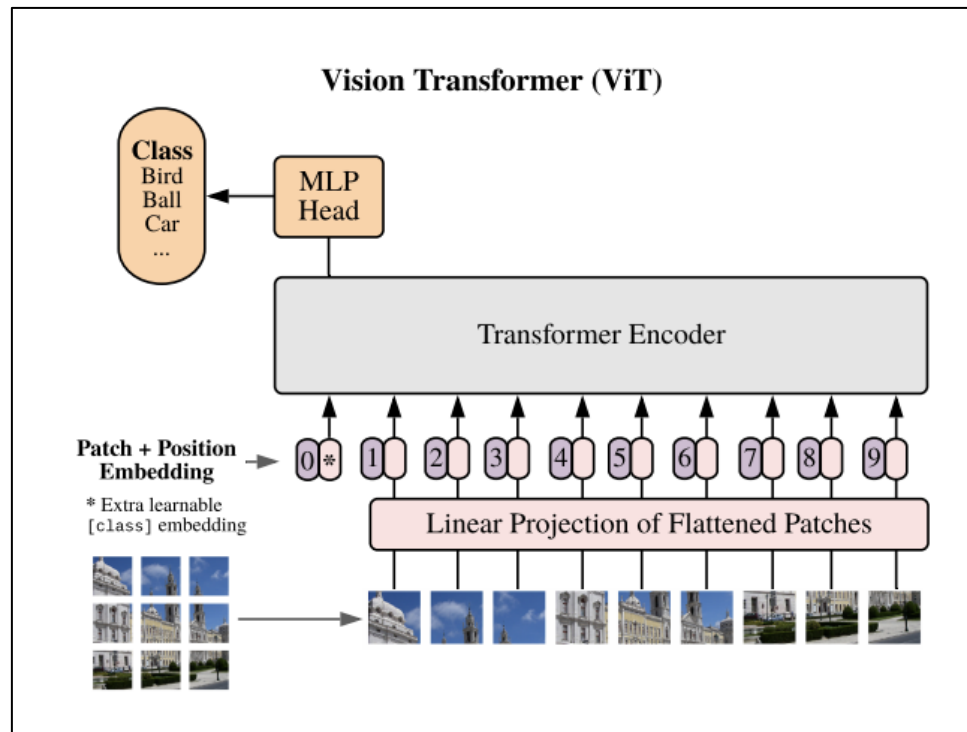 Vision Transformer (ViT)
Class
Bird
Ball
Car
...
MLP
Head
Transformer Encoder
Patch + Position
Embedding
0 * 1 2 3 4 5 6 7 8 9
* Extra learnable
[class] embedding
Linear Projection of Flattened Patches